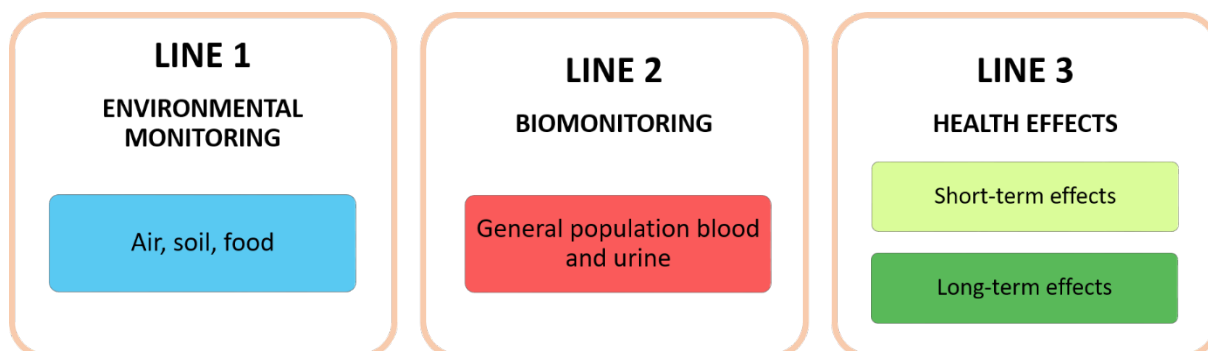 LINE 1
ENVIRONMENTAL
MONITORING
Air, soil, food
LINE 2
BIOMONITORING
General population blood
and urine
LINE 3
HEALTH EFFECTS
Short-term effects
Long-term effects